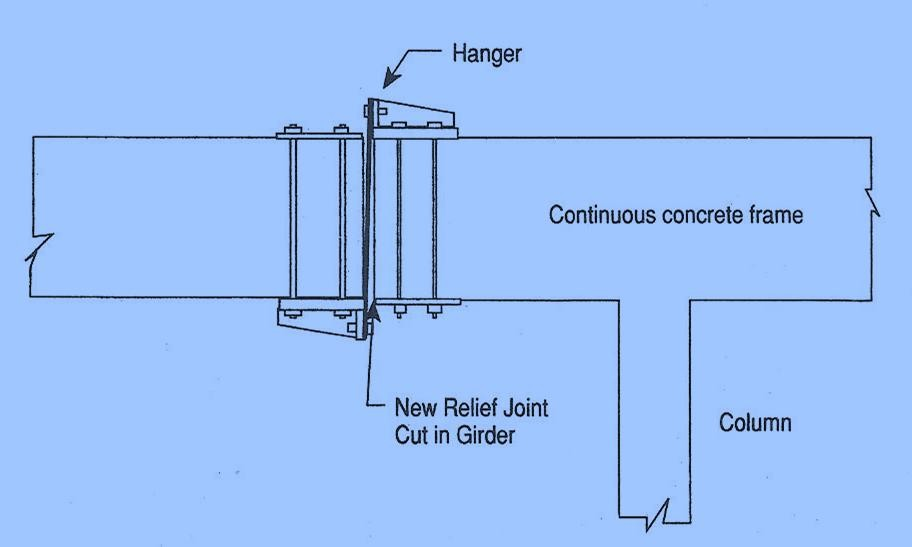 Hanger
Continuous concrete frame
New Relief Joint
Cut in Girder
Column